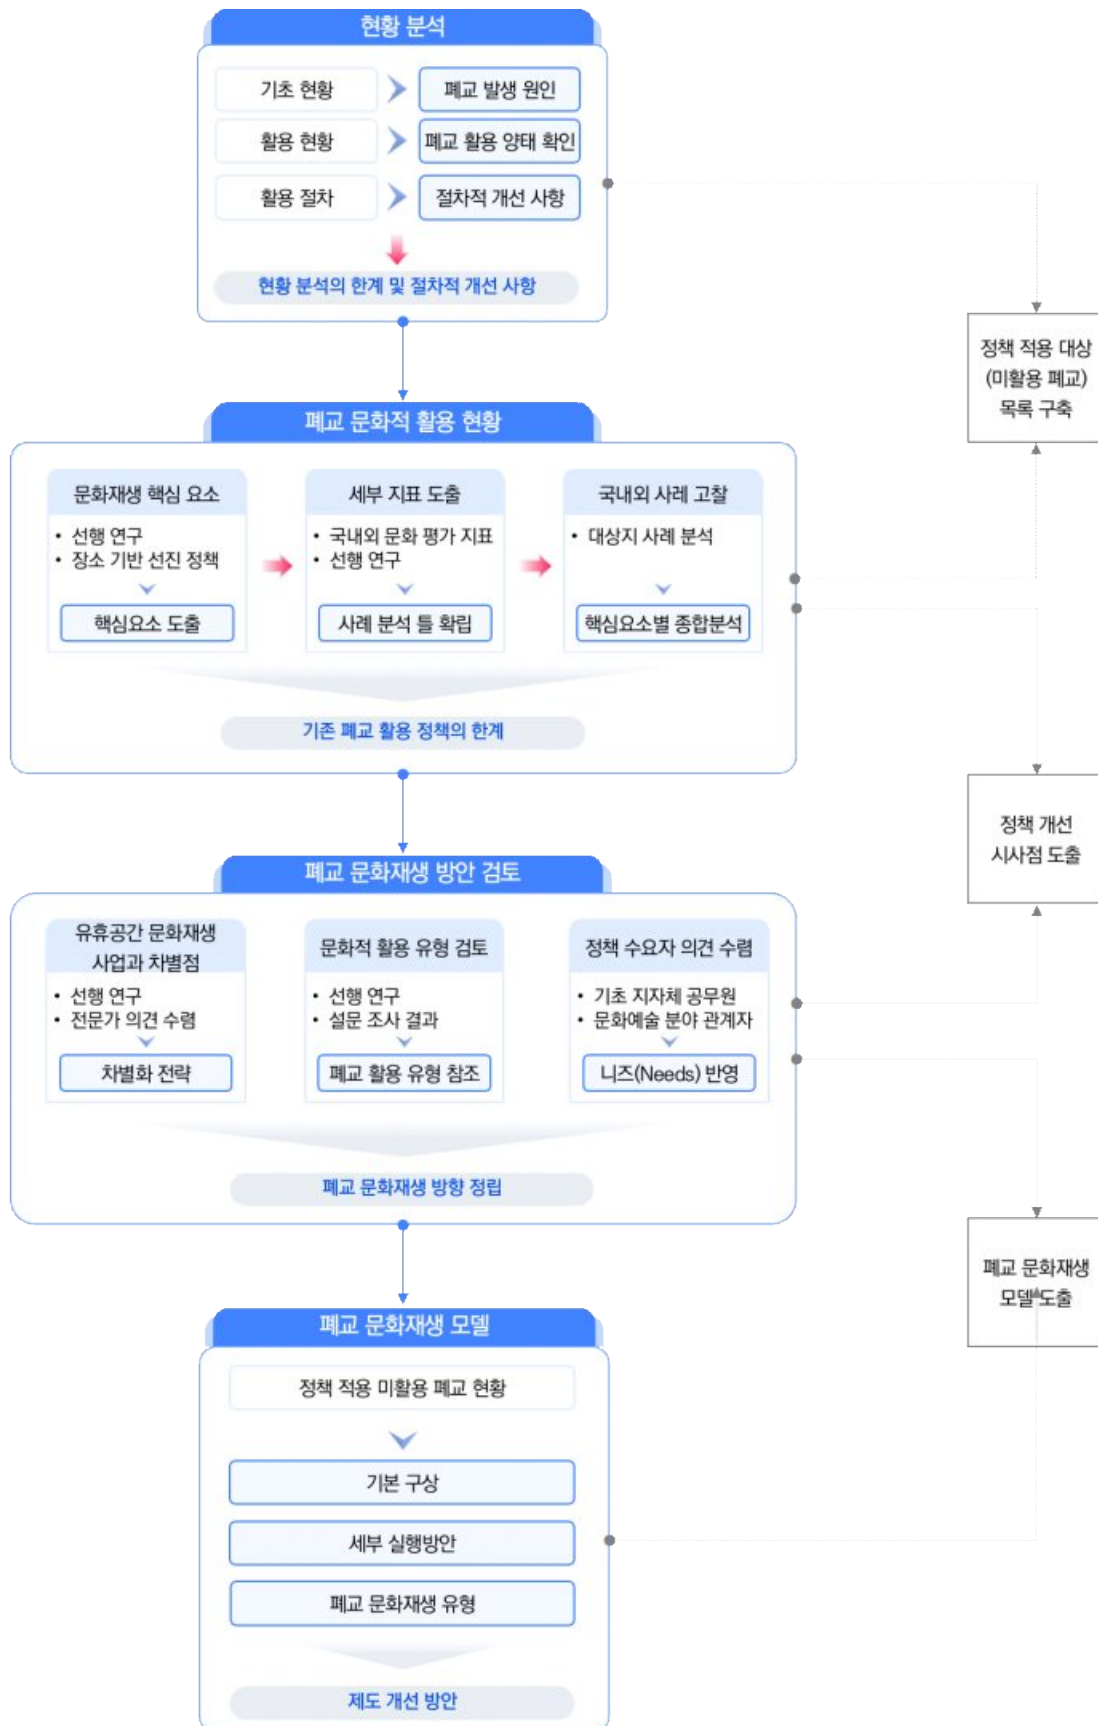 현황 분석
기초 현황
폐교 발생 원인
활용 현황
폐교 활용 양태 확인
활용 절차
절차적 개선 사항
현황 분석의 한계 및 절차적 개선 사항
정책 적용 대상
(미활용 폐교)
목록 구축
폐교 문화적 활용 현황
문화재생 핵심 요소
• 선행 연구
• 장소 기반 선진 정책
핵심요소 도출
세부 지표 도출
• 국내외 문화 평가 지표
• 선행 연구
사례 분석 틀 확립
국내외 사례 고찰
• 대상지 사례 분석
핵심요소별 종합분석
기존 폐교 활용 정책의 한계
정책 개선
시사점 도출
폐교 문화재생 방안 검토
유휴공간 문화재생
사업과 차별점
• 선행 연구
• 전문가 의견 수렴
차별화 전략
문화적 활용 유형 검토
• 선행 연구
• 설문 조사 결과
폐교 활용 유형 참조
정책 수요자 의견 수렴
• 기초 지자체 공무원
• 문화예술 분야 관계자
니즈(Needs) 반영
폐교 문화재생 방향 정립
폐교 문화재생
모델 도출
폐교 문화재생 모델
정책 적용 미활용 폐교 현황
기본 구상
세부 실행방안
폐교 문화재생 유형
제도 개선 방안